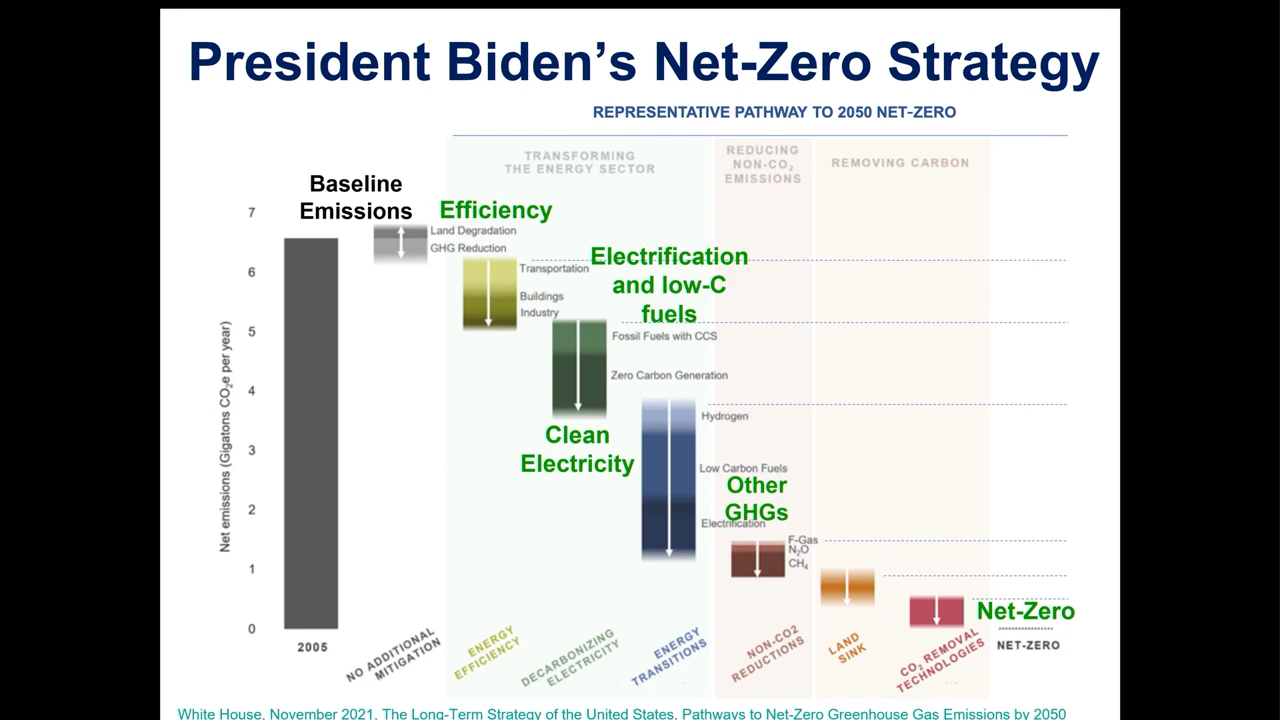 President Biden’s Net-Zero Strategy
REPRESENTATIVE PATHWAY TO 2050 NET-ZERO
TRANSFORMING
THE ENERGY SECTOR
REDUCING
NON-CO₂
EMISSIONS
REMOVING CARBON
Baseline
Emissions
Efficiency
Electrification
and low-C
fuels
Clean
Electricity
Other
GHGs
Net-Zero
Net emissions (Gigatons CO₂e per year)
7
6
5
4
3
2
1
0
Land Degradation
GHG Reduction
Transportation
Buildings
Industry
Fossil Fuels with CCS
Zero Carbon Generation
Hydrogen
Low Carbon Fuels
Electrification
F-Gas
N₂O
CH₄
2005
NO ADDITIONAL
MITIGATION
ENERGY
EFFICIENCY
DECARBONIZING
ELECTRICITY
ENERGY
TRANSITIONS
NON-CO2
REDUCTIONS
LAND
SINK
CO₂ REMOVAL
TECHNOLOGIES
NET-ZERO
White House, November 2021, The Long-Term Strategy of the United States, Pathways to Net-Zero Greenhouse Gas Emissions by 2050